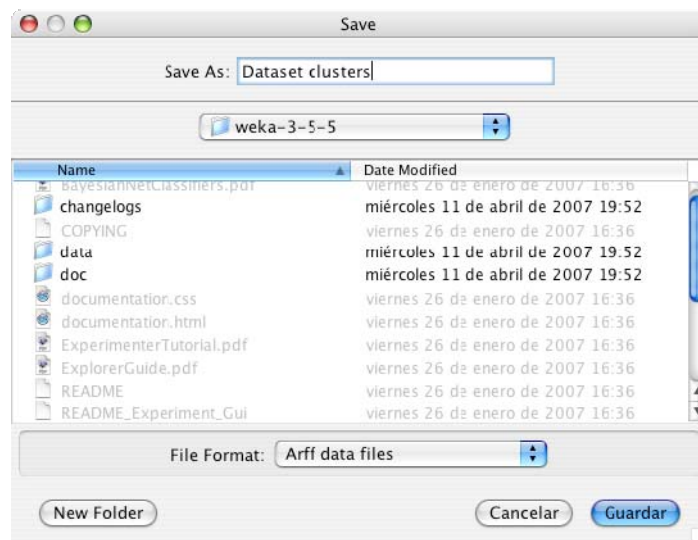 Save
Save As: Dataset clusters
weka-3-5-5
Name Date Modified
BayesianNetClassifiers.pdf viernes 26 de enero de 2007 16:36
changelogs miércoles 11 de abril de 2007 19:52
COPYING viernes 26 de enero de 2007 16:36
data miércoles 11 de abril de 2007 19:52
doc miércoles 11 de abril de 2007 19:52
documentation.css viernes 26 de enero de 2007 16:36
documentation.html viernes 26 de enero de 2007 16:36
ExperimenterTutorial.pdf viernes 26 de enero de 2007 16:36
ExplorerGuide.pdf viernes 26 de enero de 2007 16:36
README viernes 26 de enero de 2007 16:36
README_Experiment_Gui viernes 26 de enero de 2007 16:36
File Format: Arff data files
New Folder Cancelar Guardar